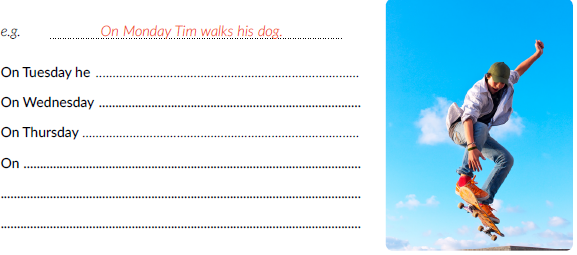 e.g. On Monday Tim walks his dog.
On Tuesday he
On Wednesday
On Thursday
On